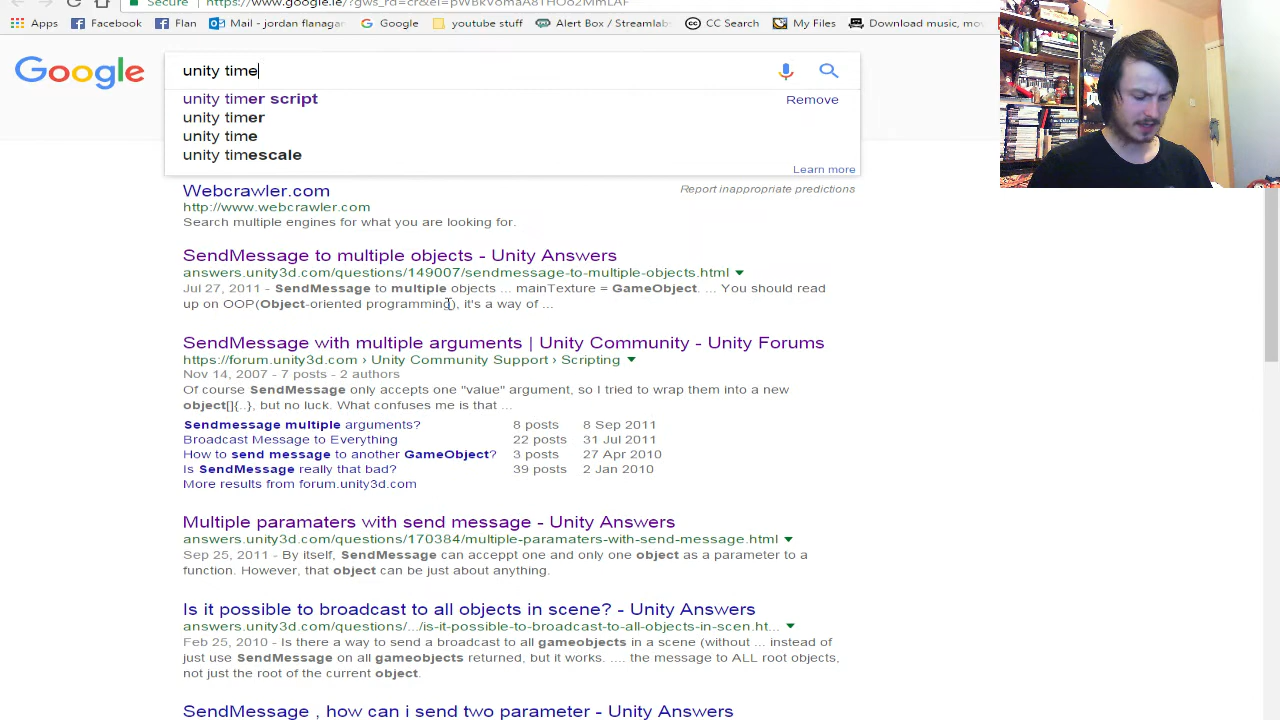 Secure
https://www.google.ie/?gws_rd=cr&ei=pWBkVomaA8THO62MmLAF
Apps Facebook Flan Mail - jordan flanagan Google youtube stuff Alert Box / Streamlabs CC Search My Files Download music, mov
Google
unity time
unity timer script Remove
unity timer
unity time
unity timescale
Learn more
Webcrawler.com Report inappropriate predictions
http://www.webcrawler.com
Search multiple engines for what you are looking for.
SendMessage to multiple objects - Unity Answers
answers.unity3d.com/questions/149007/sendmessage-to-multiple-objects.html
Jul 27, 2011 - SendMessage to multiple objects ... mainTexture = GameObject. ... You should read
up on OOP(Object-oriented programming), it's a way of ...
SendMessage with multiple arguments | Unity Community - Unity Forums
https://forum.unity3d.com › Unity Community Support › Scripting
Nov 14, 2007 - 7 posts - 2 authors
Of course SendMessage only accepts one "value" argument, so I tried to wrap them into a new
object[]{..}, but no luck. What confuses me is that ...
Sendmessage multiple arguments? 8 posts 8 Sep 2011
Broadcast Message to Everything 22 posts 31 Jul 2011
How to send message to another GameObject? 3 posts 27 Apr 2010
Is SendMessage really that bad? 39 posts 2 Jan 2010
More results from forum.unity3d.com
Multiple paramaters with send message - Unity Answers
answers.unity3d.com/questions/170384/multiple-paramaters-with-send-message.html
Sep 25, 2011 - By itself, SendMessage can acceppt one and only one object as a parameter to a
function. However, that object can be just about anything.
Is it possible to broadcast to all objects in scene? - Unity Answers
answers.unity3d.com/questions/.../is-it-possible-to-broadcast-to-all-objects-in-scen.ht...
Feb 25, 2010 - Is there a way to send a broadcast to all gameobjects in a scene (without ... instead of
just use SendMessage on all gameobjects returned, but it works. .... the message to ALL root objects,
not just the root of the current object.
SendMessage , how can i send two parameter - Unity Answers